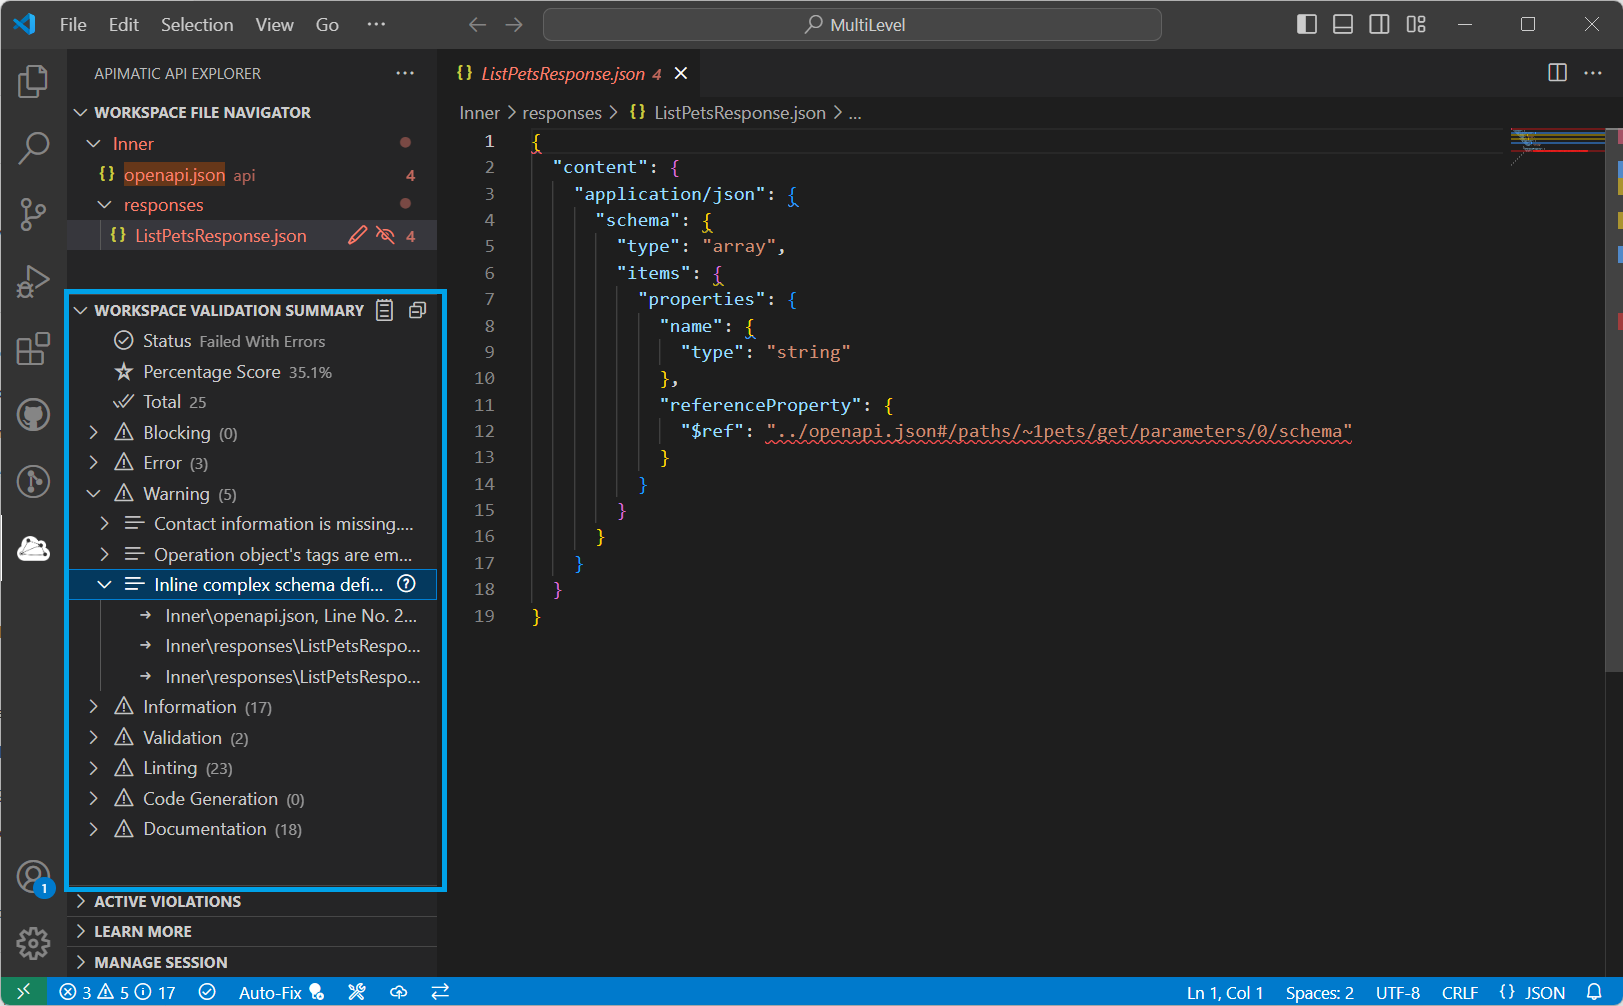 File Edit Selection View Go ··· MultiLevel
APIMATIC API EXPLORER ···
WORKSPACE FILE NAVIGATOR
Inner
{} openapi.json api 4
responses
{} ListPetsResponse.json 4
WORKSPACE VALIDATION SUMMARY
Status Failed With Errors
Percentage Score 35.1%
Total 25
Blocking (0)
Error (3)
Warning (5)
Contact information is missing....
Operation object's tags are em...
Inline complex schema defi...
Inner\openapi.json, Line No. 2...
Inner\responses\ListPetsRespo...
Inner\responses\ListPetsRespo...
Information (17)
Validation (2)
Linting (23)
Code Generation (0)
Documentation (18)
ACTIVE VIOLATIONS
LEARN MORE
MANAGE SESSION
1
{} ListPetsResponse.json 4
Inner > responses > {} ListPetsResponse.json > ...
1 {
2 "content": {
3 "application/json": {
4 "schema": {
5 "type": "array",
6 "items": {
7 "properties": {
8 "name": {
9 "type": "string"
10 },
11 "referenceProperty": {
12 "$ref": "../openapi.json#/paths/~1pets/get/parameters/0/schema"
13 }
14 }
15 }
16 }
17 }
18 }
19 }
3 5 17 Auto-Fix Ln 1, Col 1 Spaces: 2 UTF-8 CRLF {} JSON